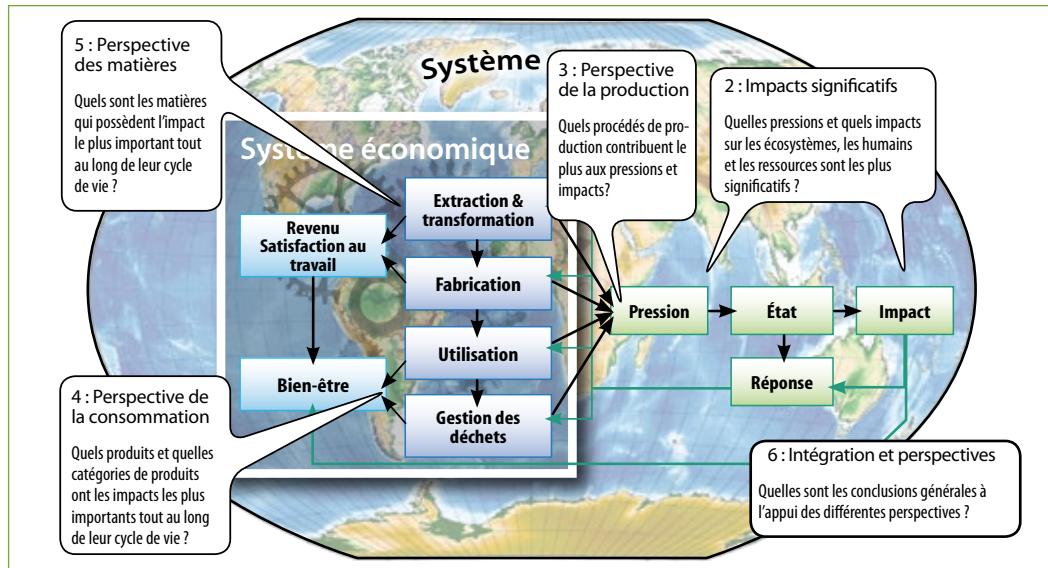 5 : Perspective
des matières
Quels sont les matières
qui possèdent l’impact
le plus important tout
au long de leur cycle
de vie ?
Système
3 : Perspective
de la production
Quels procédés de pro-
duction contribuent le
plus aux pressions et
impacts?
2 : Impacts significatifs
Quelles pressions et quels impacts
sur les écosystèmes, les humains
et les ressources sont les plus
significatifs ?
Système économique
Extraction &
transformation
Revenu
Satisfaction au
travail
Fabrication
Utilisation
Bien-être
Gestion des
déchets
Pression
État
Impact
Réponse
4 : Perspective de
la consommation
Quels produits et quelles
catégories de produits
ont les impacts les plus
importants tout au long
de leur cycle de vie ?
6 : Intégration et perspectives
Quelles sont les conclusions générales à
l’appui des différentes perspectives ?